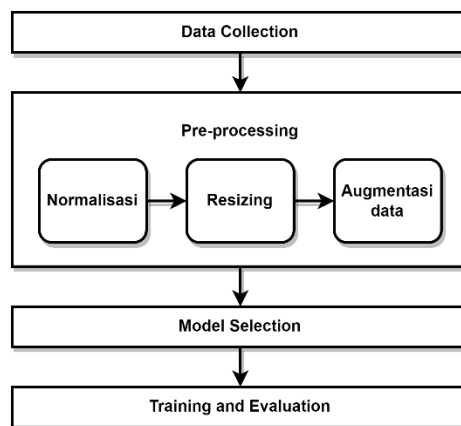 Data Collection
Pre-processing
Normalisasi
Resizing
Augmentasi
data
Model Selection
Training and Evaluation